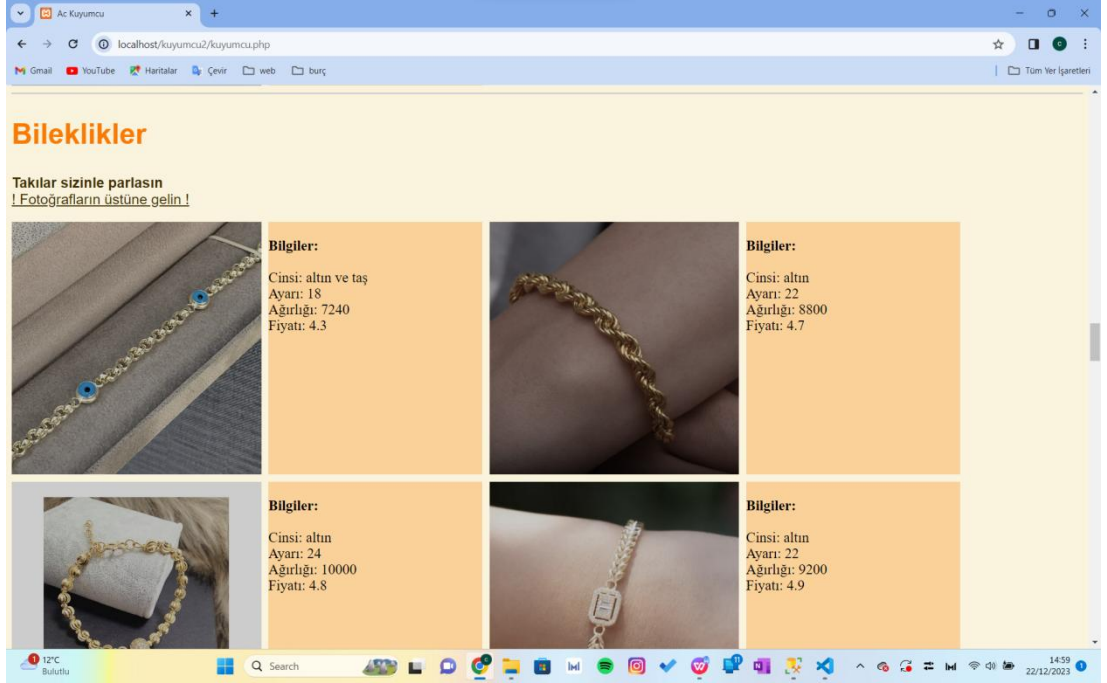 Ac Kuyumcu
localhost/kuyumcu2/kuyumcu.php
Gmail YouTube Haritalar Çevir web burç Tüm Yer İşaretleri
Bileklikler
Takılar sizinle parlasın
! Fotoğrafların üstüne gelin !
Bilgiler:
Cinsi: altın ve taş
Ayarı: 18
Ağırlığı: 7240
Fiyatı: 4.3
Bilgiler:
Cinsi: altın
Ayarı: 22
Ağırlığı: 8800
Fiyatı: 4.7
Bilgiler:
Cinsi: altın
Ayarı: 24
Ağırlığı: 10000
Fiyatı: 4.8
Bilgiler:
Cinsi: altın
Ayarı: 22
Ağırlığı: 9200
Fiyatı: 4.9
1
12°C
Bulutlu
Search
14:59
22/12/2023